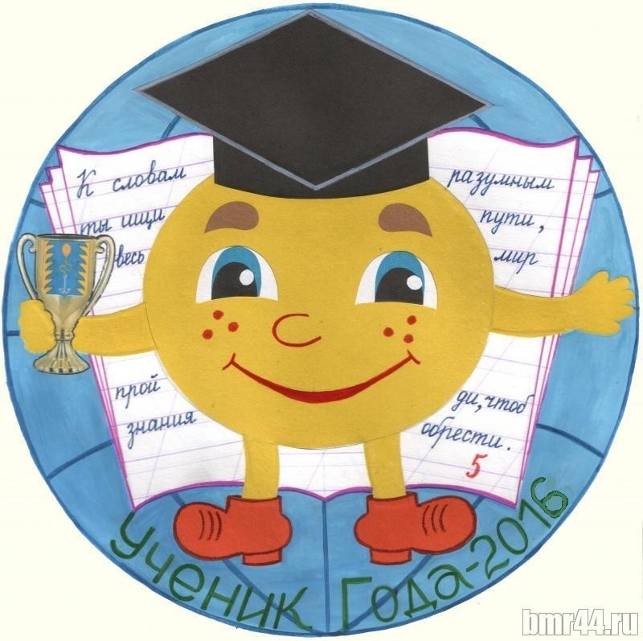 К словам разумным
ты ищи пути,
весь мир
прой ди, чтоб
знания обрести.
5
Ученик Года-2016
bmr44.ru